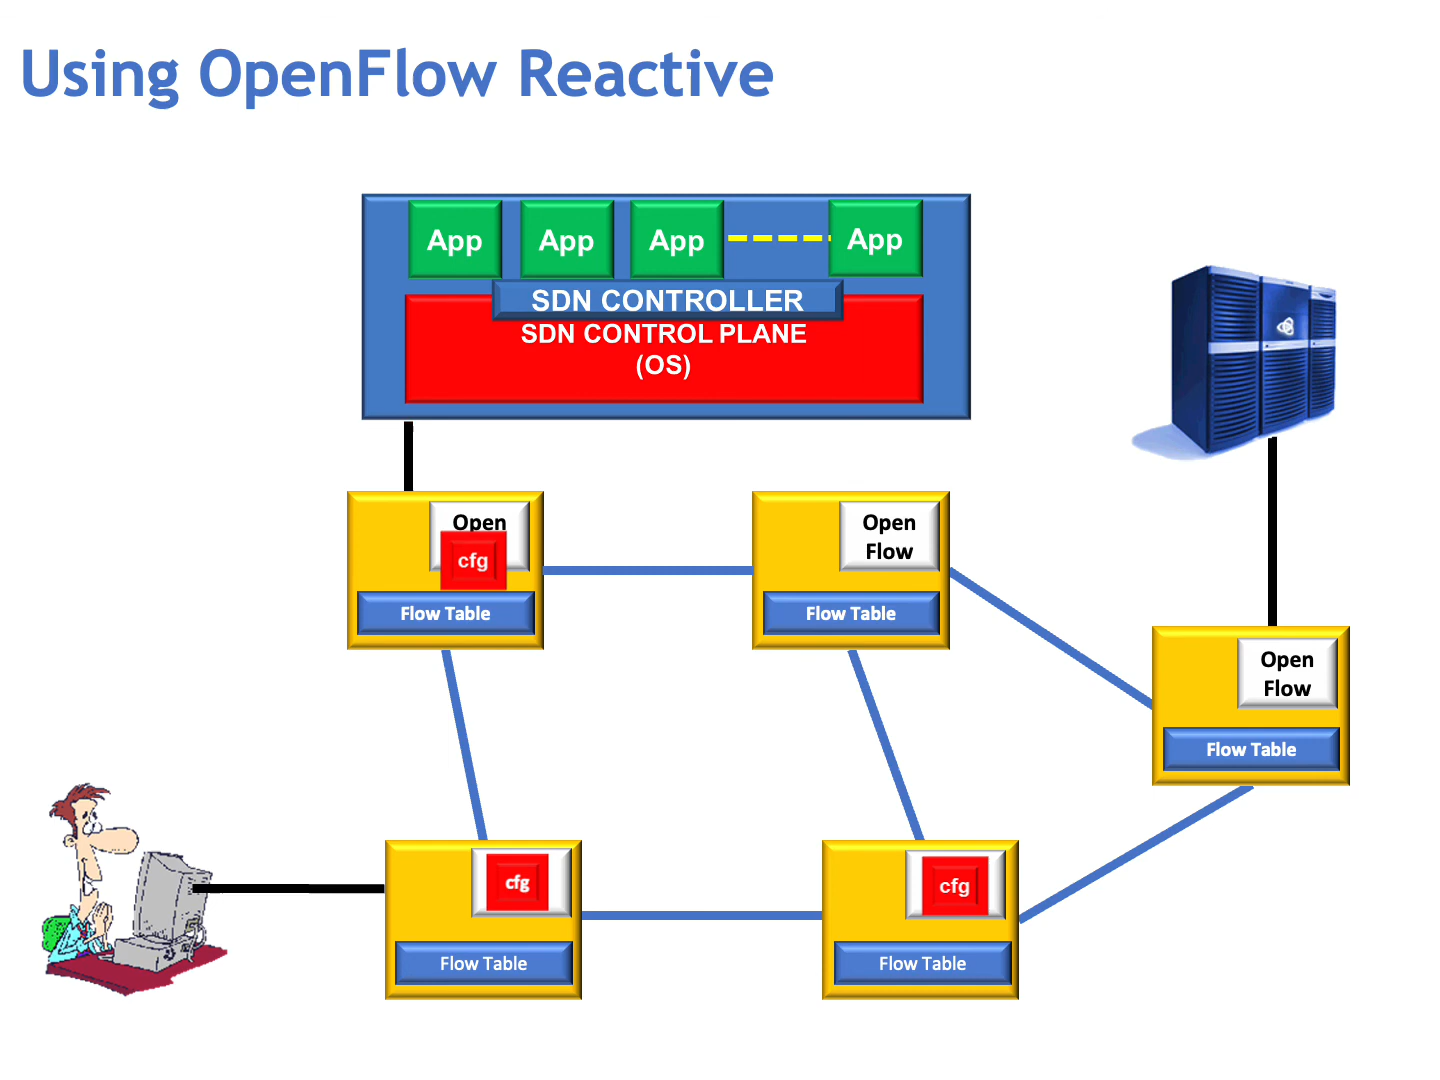 Using OpenFlow Reactive
App
App
App
App
SDN CONTROLLER
SDN CONTROL PLANE
(OS)
Open
cfg
Flow Table
Open
Flow
Flow Table
Open
Flow
Flow Table
cfg
Flow Table
cfg
Flow Table